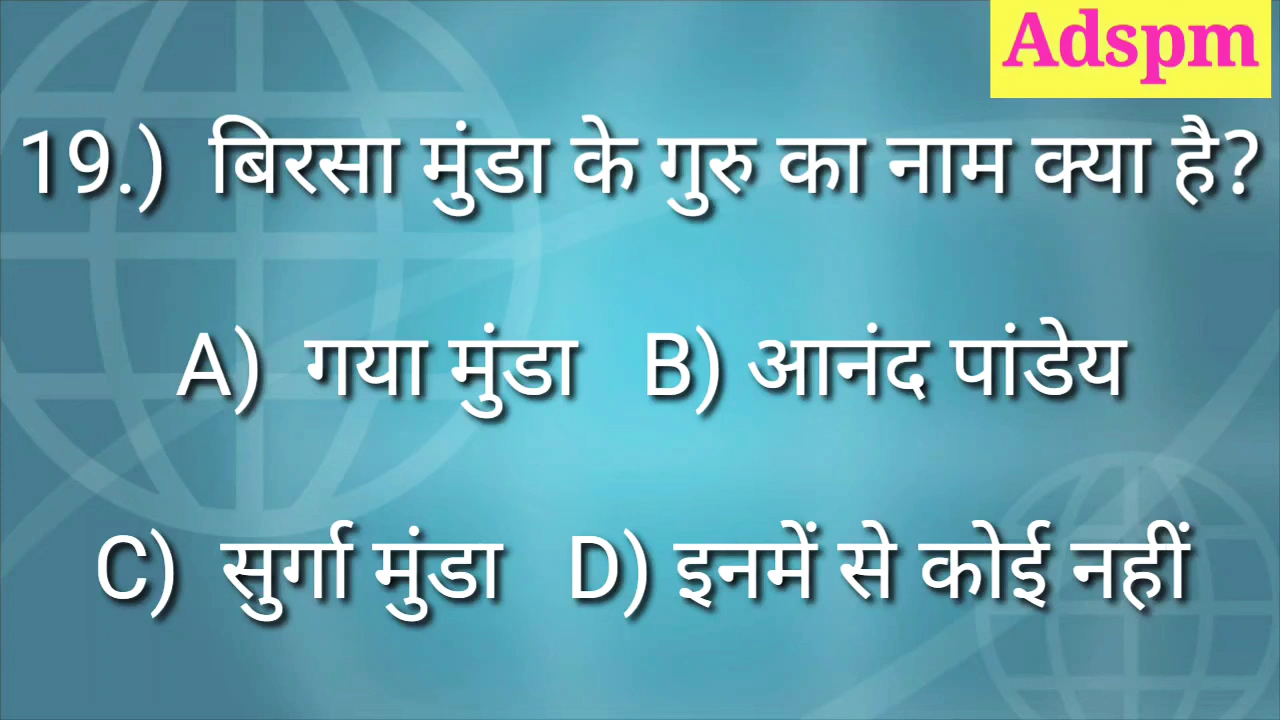 Adspm
19.) बिरसा मुंडा के गुरु का नाम क्या है?
A) गया मुंडा B) आनंद पांडेय
C) सुर्गा मुंडा D) इनमें से कोई नहीं